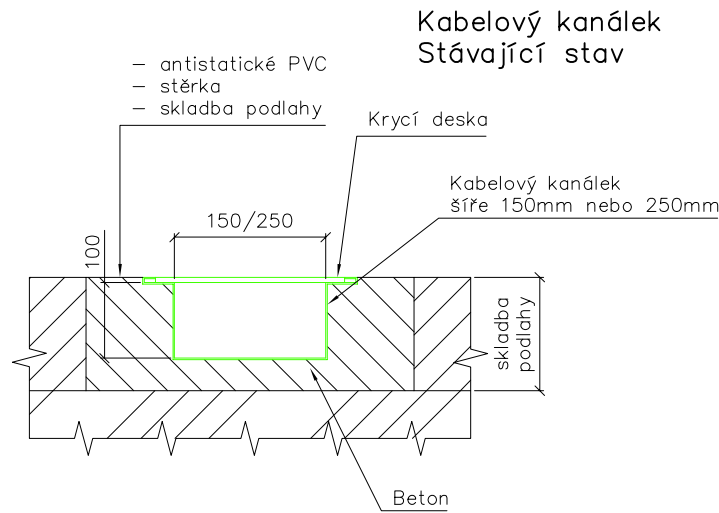 Kabelový kanálek
Stávající stav
– antistatické PVC
– stěrka
– skladba podlahy
Krycí deska
Kabelový kanálek
šíře 150mm nebo 250mm
150/250
100
skladba
podlahy
Beton